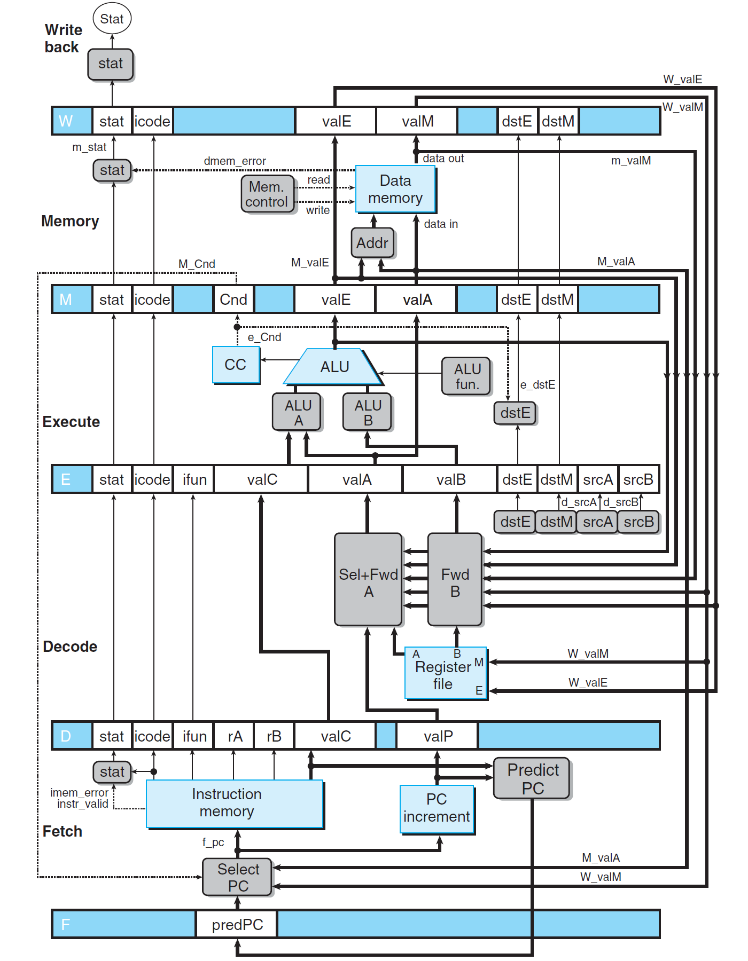 Stat
Write
back
stat
W_valE
W stat icode valE valM dstE dstM
W_valM
m_stat
stat
dmem_error
data out
m_valM
Mem.
control
read
write
Data
memory
Memory
data in
Addr
M_Cnd
M_valE
M_valA
M stat icode Cnd valE valA dstE dstM
e_Cnd
CC
ALU
ALU
fun.
e_dstE
ALU
A
ALU
B
dstE
Execute
E stat icode ifun valC valA valB dstE dstM srcA srcB
d_srcA d_srcB
dstE dstM srcA srcB
Sel+Fwd
A
Fwd
B
Decode
A B
M
Register
file
E
W_valM
W_valE
D stat icode ifun rA rB valC valP
stat
imem_error
instr_valid
Instruction
memory
PC
increment
Predict
PC
Fetch
f_pc
Select
PC
M_valA
W_valM
F predPC